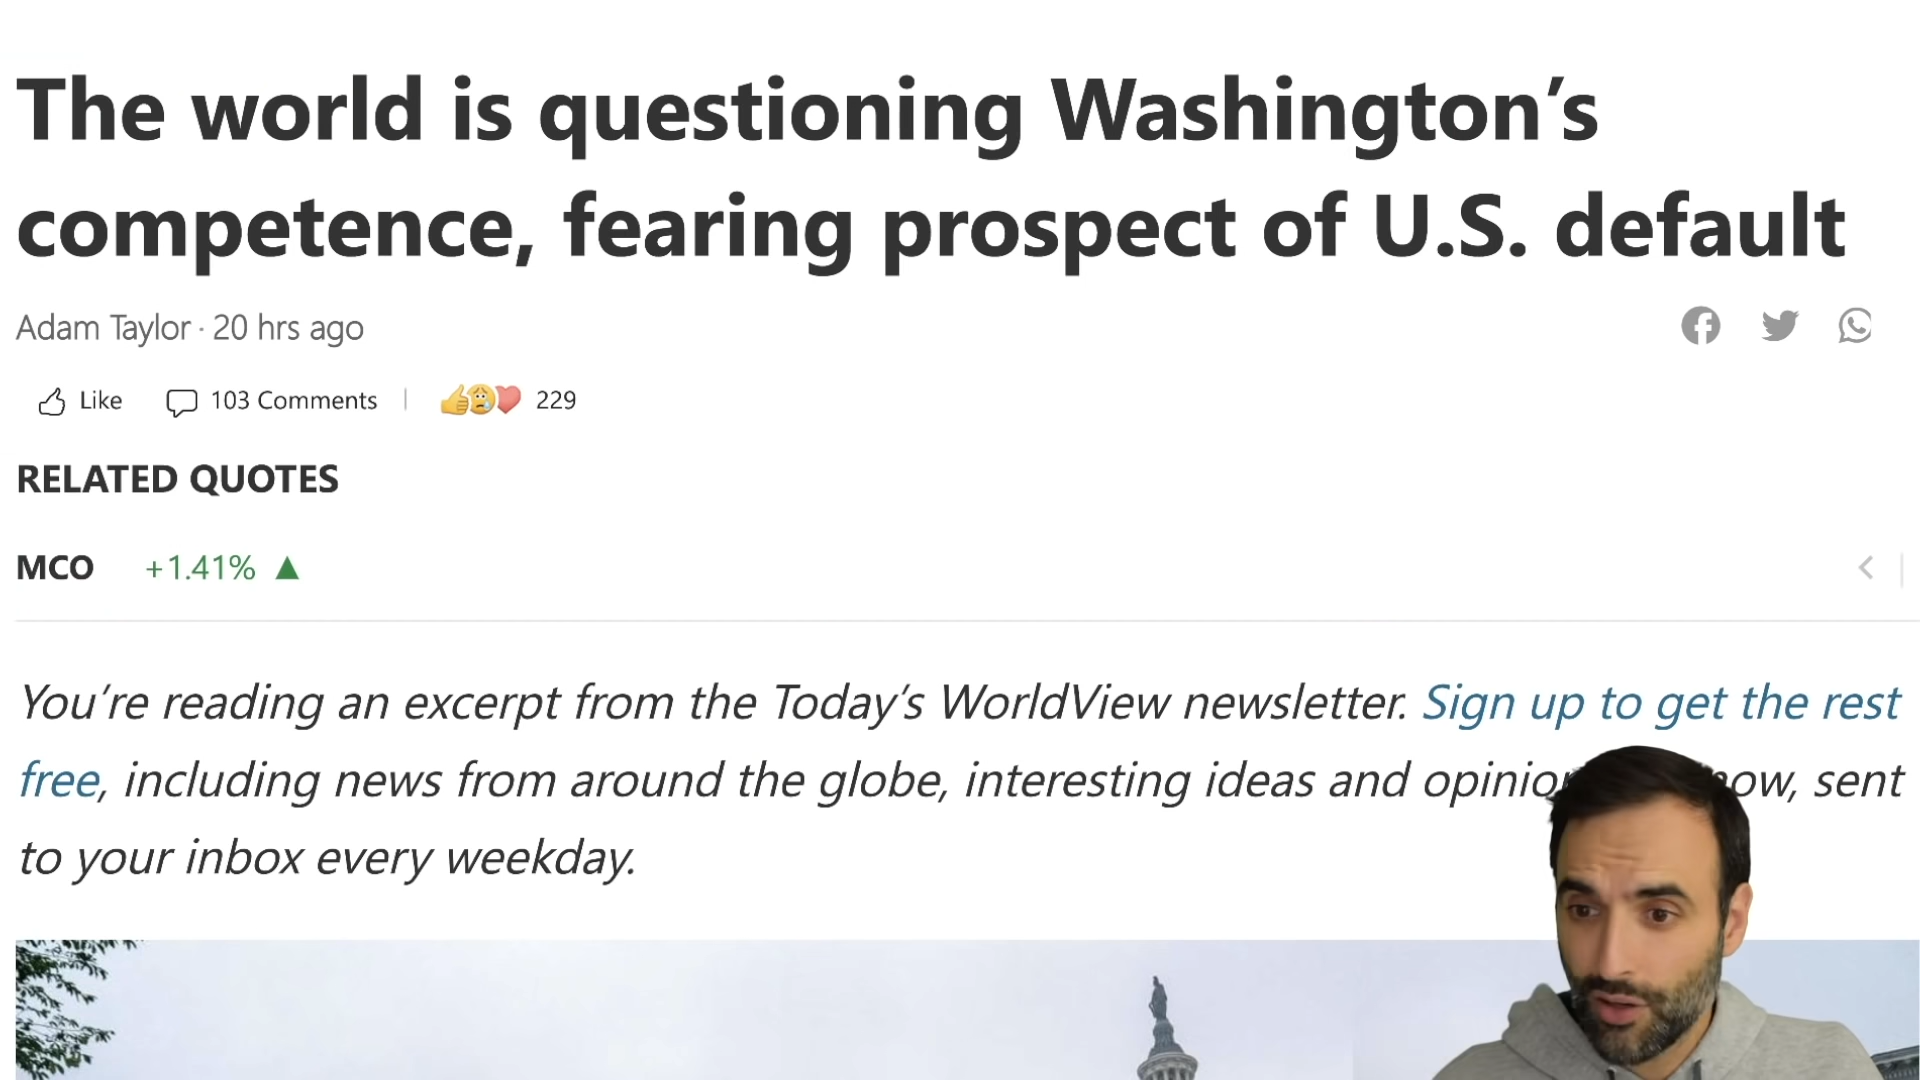 The world is questioning Washington’s
competence, fearing prospect of U.S. default
Adam Taylor · 20 hrs ago
Like 103 Comments 229
RELATED QUOTES
MCO +1.41% ▲
You’re reading an excerpt from the Today’s WorldView newsletter. Sign up to get the rest
free, including news from around the globe, interesting ideas and sent
to your inbox every weekday.